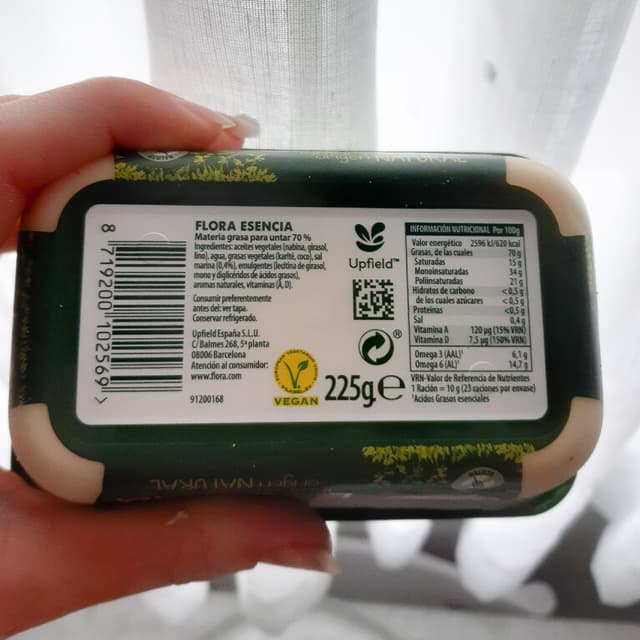 origen NATURAL
FLORA ESENCIA
Materia grasa para untar 70 %
Ingredientes: aceites vegetales (nabina, girasol,
lino), agua, grasas vegetales (karité, coco), sal
marina (0,4%), emulgentes (lecitina de girasol,
mono y diglicéridos de ácidos grasos),
aromas naturales, vitaminas (A, D).
Consumir preferentemente
antes del: ver tapa.
Conservar refrigerado.
Upfield España S.L.U.
C/ Balmes 268, 5ª planta
08006 Barcelona
Atención al consumidor:
www.flora.com
91200168
8 719200 102569 >
Upfield™
®
VEGAN
225g e
INFORMACIÓN NUTRICIONAL Por 100g
Valor energético 2596 kJ/620 kcal
Grasas, de las cuales 70 g
Saturadas 15 g
Monoinsaturadas 34 g
Poliinsaturadas 21 g
Hidratos de carbono <0,5 g
de los cuales azúcares <0,5 g
Proteínas <0,5 g
Sal 0,4 g
Vitamina A 120 µg (15% VRN)
Vitamina D 7,5 µg (150% VRN)
Omega 3 (AAL)¹ 6,1 g
Omega 6 (AL)¹ 14,7 g
VRN-Valor de Referencia de Nutrientes
1 Ración = 10 g (23 raciones por envase)
¹Acidos Grasos esenciales
origen NATURAL